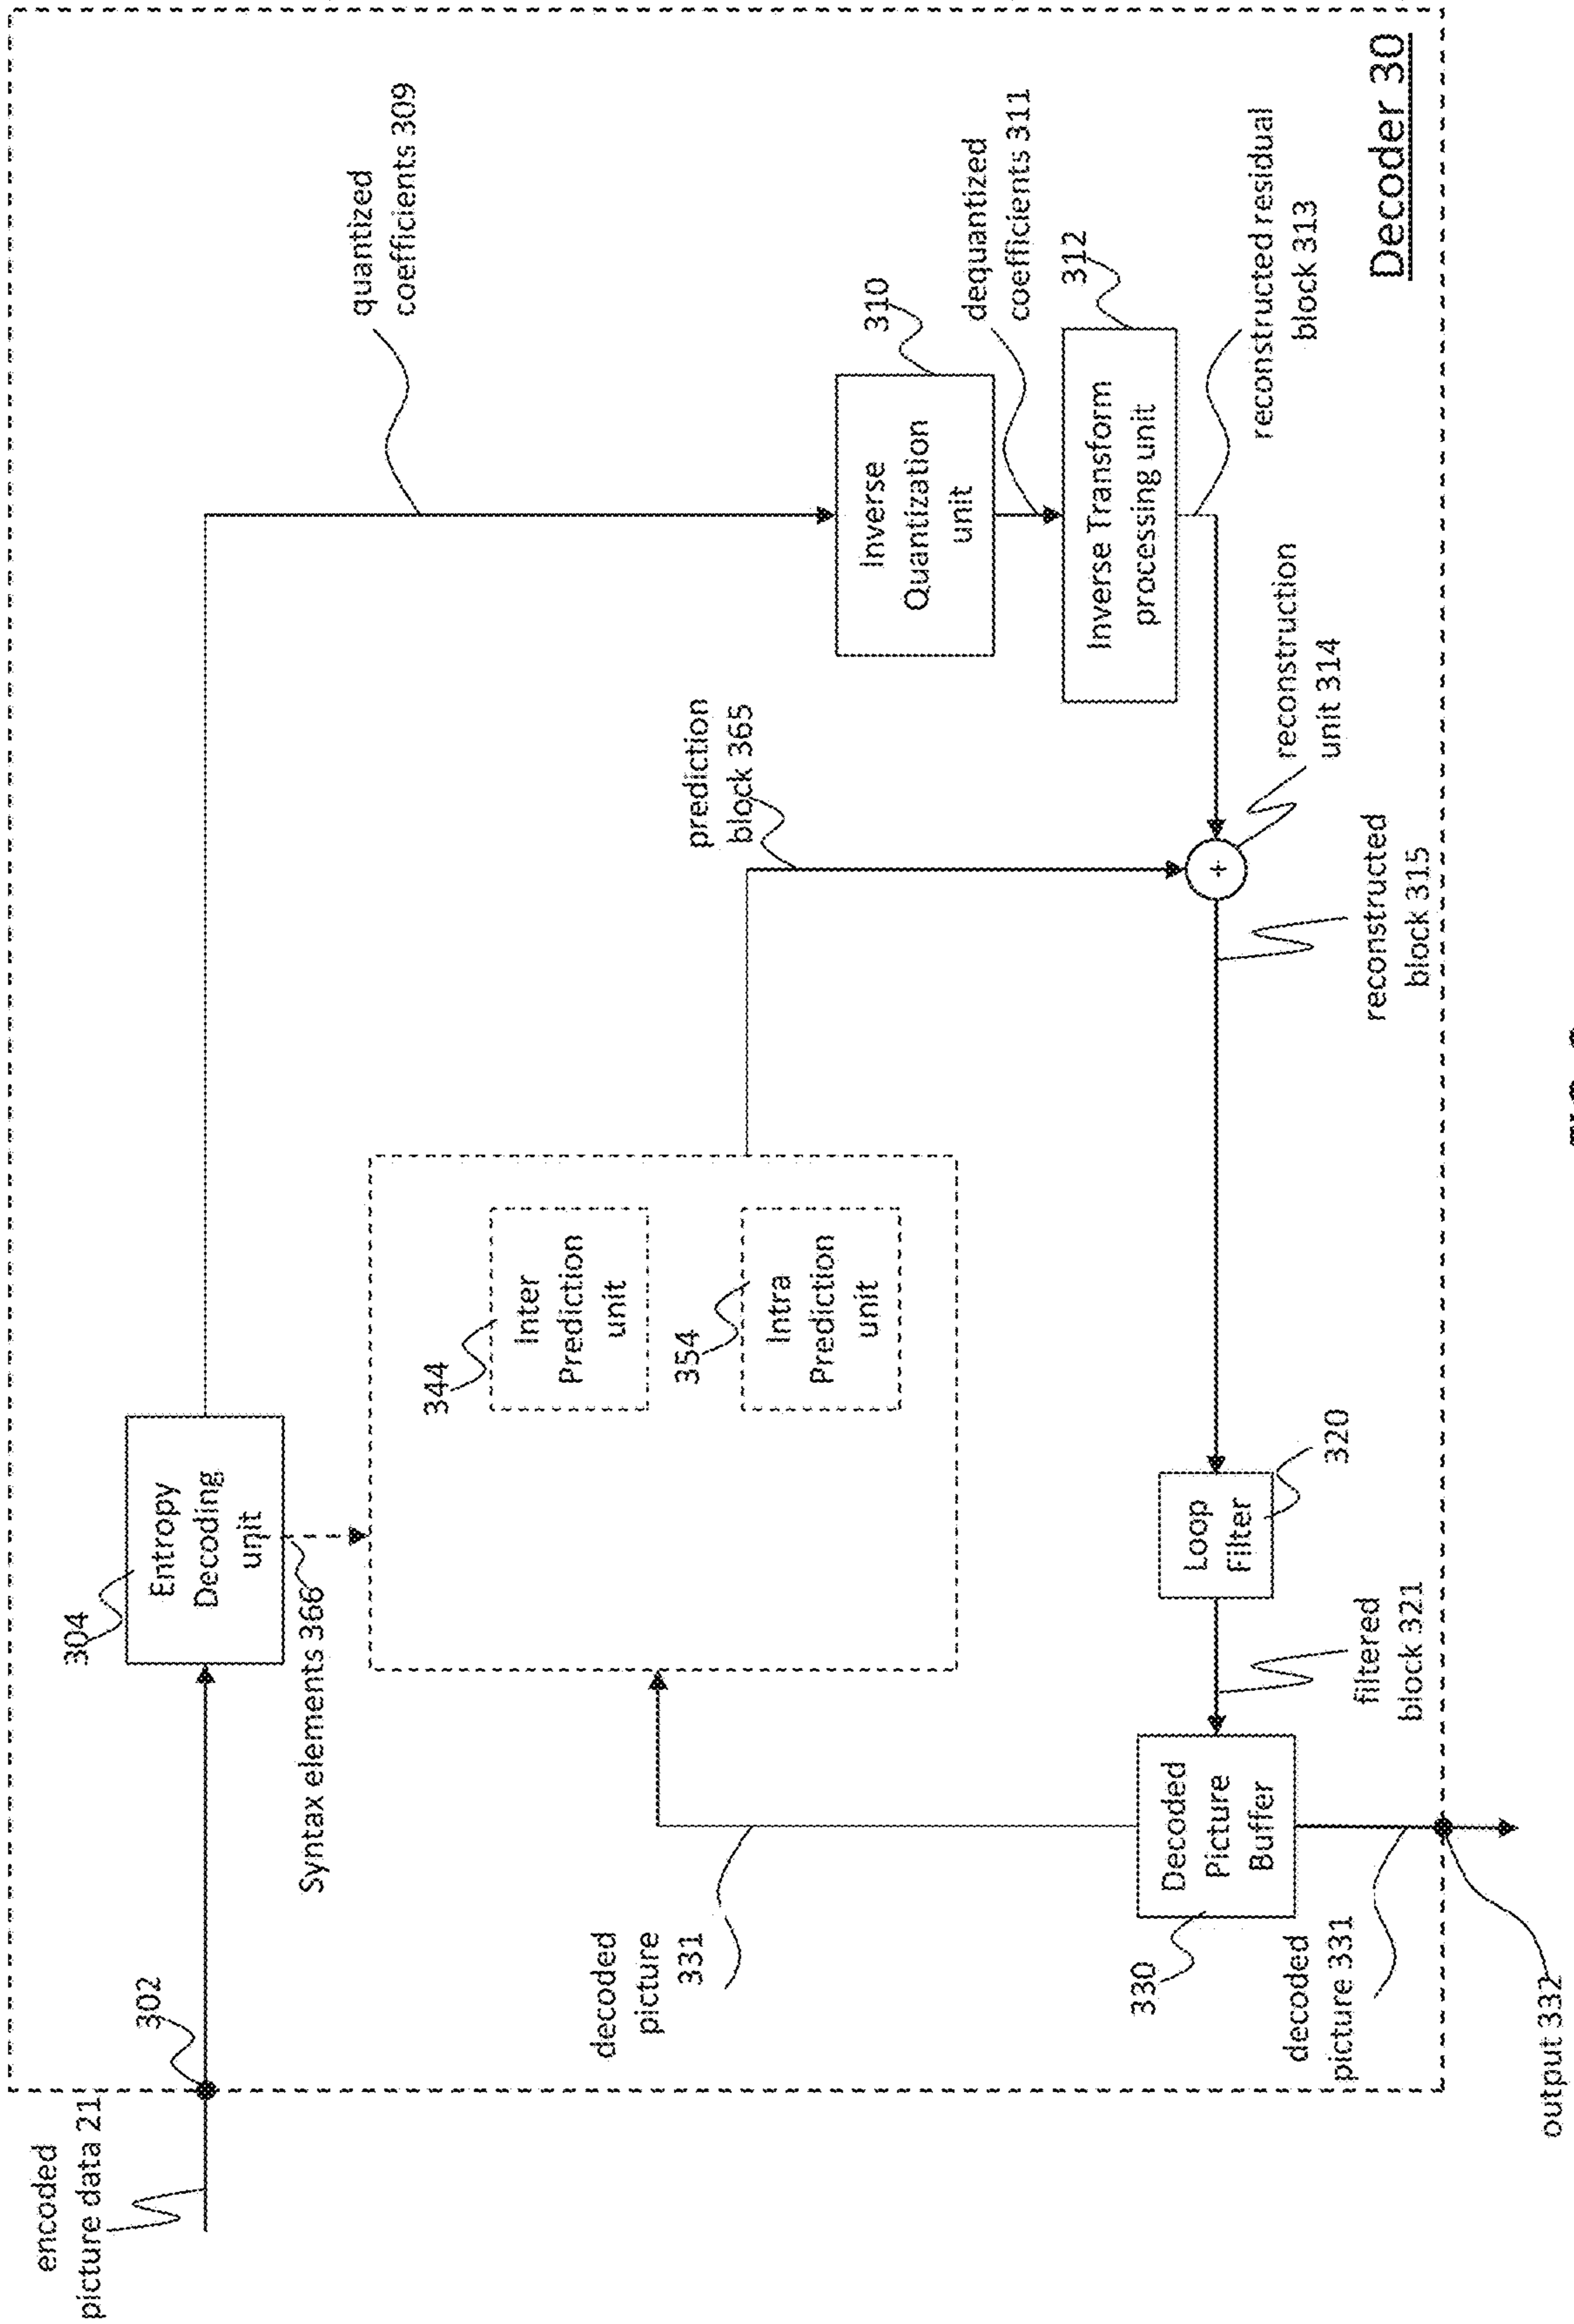 encoded
picture data 21
302
304
Entropy
Decoding
unit
Syntax elements 366
quantized
coefficients 309
344
Inter
Prediction
unit
354
Intra
Prediction
unit
prediction
block 365
310
Inverse
Quantization
unit
dequantized
coefficients 311
312
Inverse Transform
processing unit
reconstructed residual
block 313
reconstruction
unit 314
+
reconstructed
block 315
Loop
Filter
320
filtered
block 321
decoded
picture
331
Decoded
Picture
Buffer
330
decoded
picture 331
output 332
Decoder 30